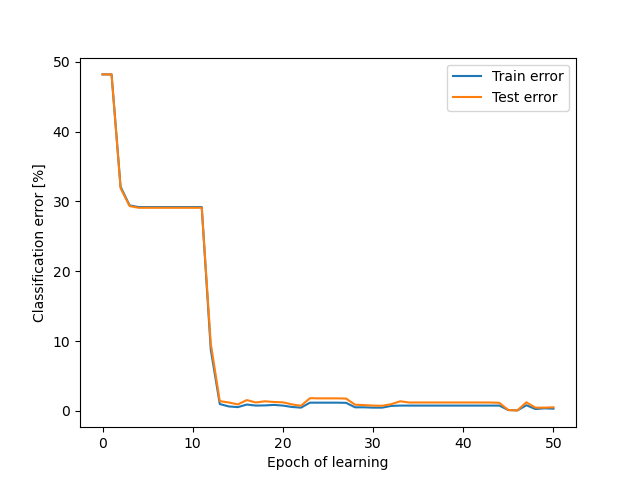 Train error
Test error
Classification error [%]
50
40
30
20
10
0
0 10 20 30 40 50
Epoch of learning